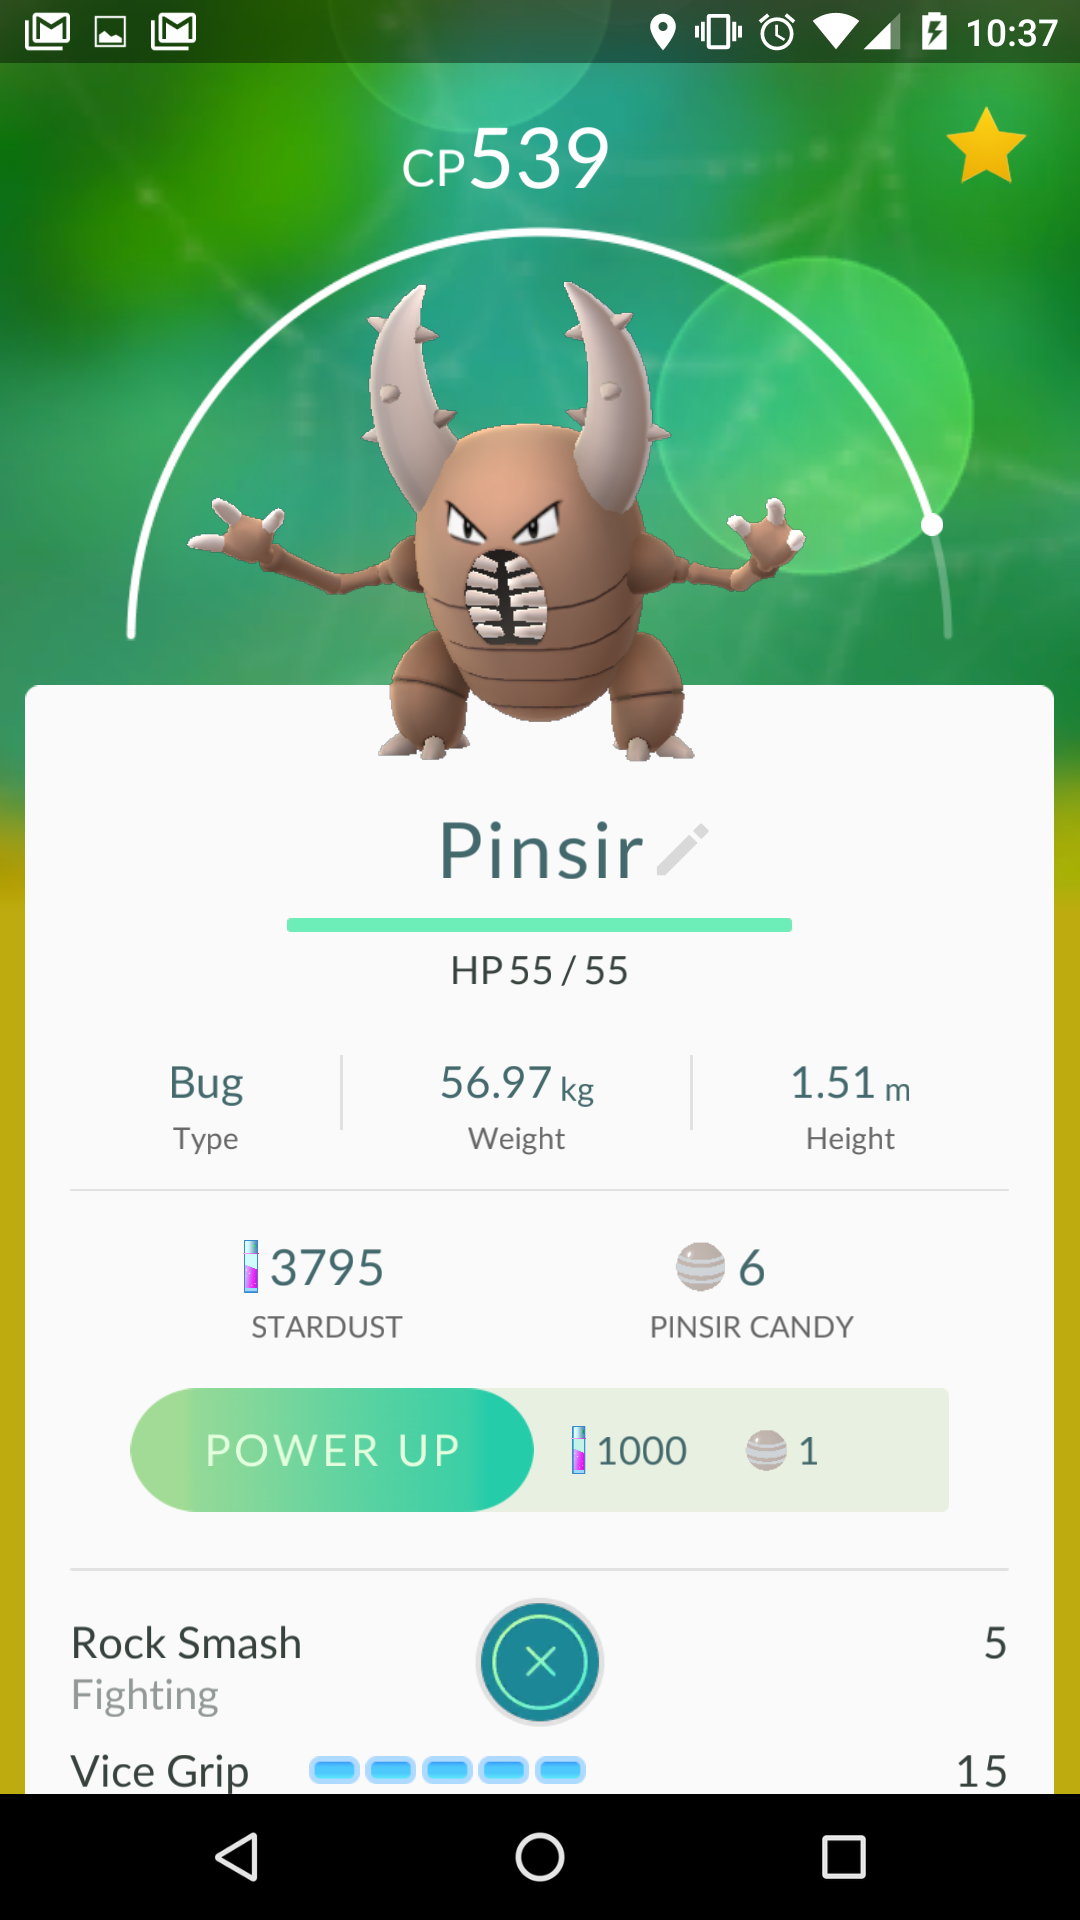 10:37
CP539
Pinsir
HP 55 / 55
Bug
Type
56.97 kg
Weight
1.51 m
Height
3795
STARDUST
6
PINSIR CANDY
POWER UP
1000
1
Rock Smash
5
Fighting
Vice Grip
15